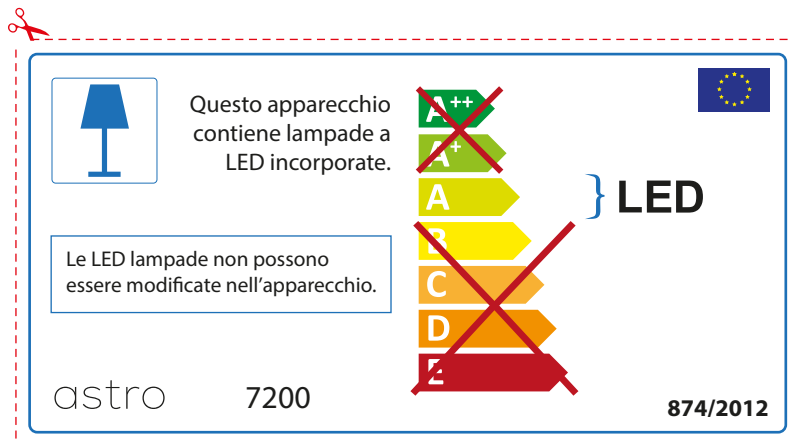 Questo apparecchio
contiene lampade a
LED incorporate.
A++
A+
A
B
C
D
E
LED
Le LED lampade non possono
essere modificate nell'apparecchio.
astro
7200
874/2012